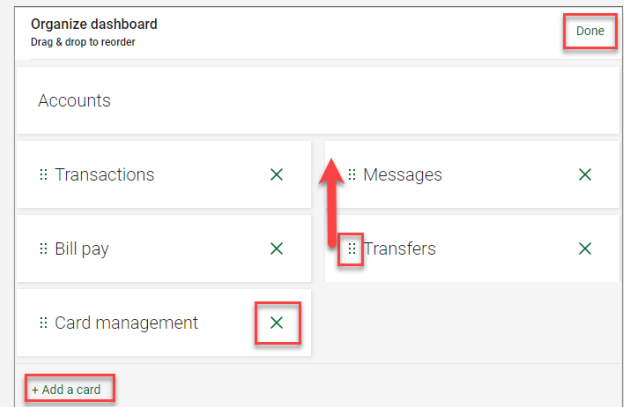 Organize dashboard
Done
Drag & drop to reorder
Accounts
Transactions
Messages
Bill pay
Transfers
Card management
+ Add a card